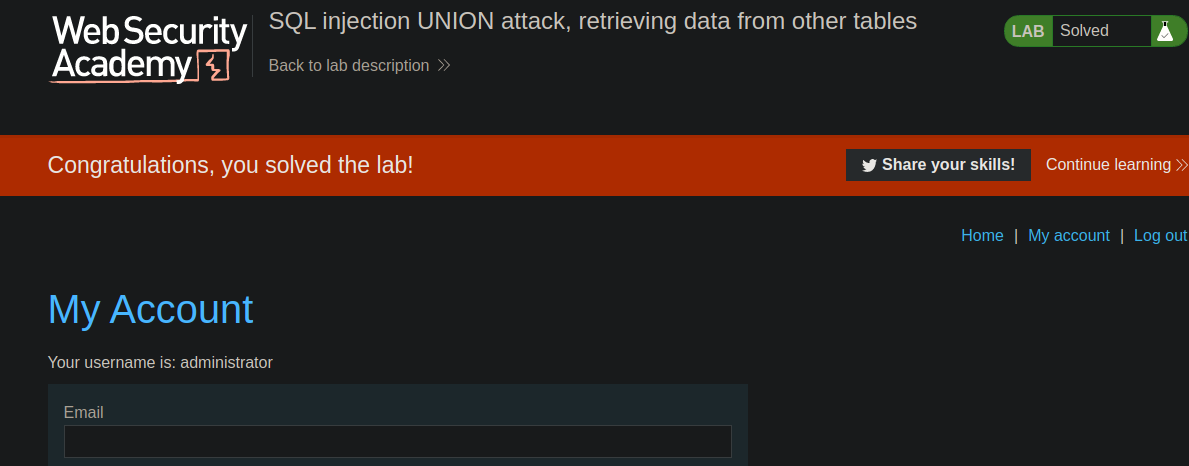 Web Security
Academy
SQL injection UNION attack, retrieving data from other tables
Back to lab description
LAB Solved
Congratulations, you solved the lab!
Share your skills!
Continue learning
Home | My account | Log out
My Account
Your username is: administrator
Email